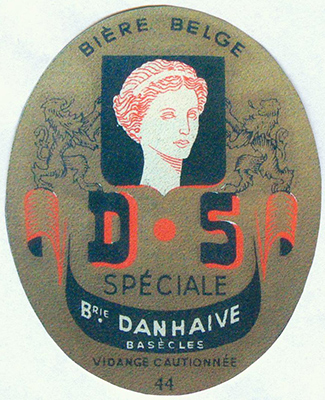 BIÈRE BELGE
D • S
SPÉCIALE
Brie DANHAIVE
BASÈCLES
VIDANGE CAUTIONNÉE
44